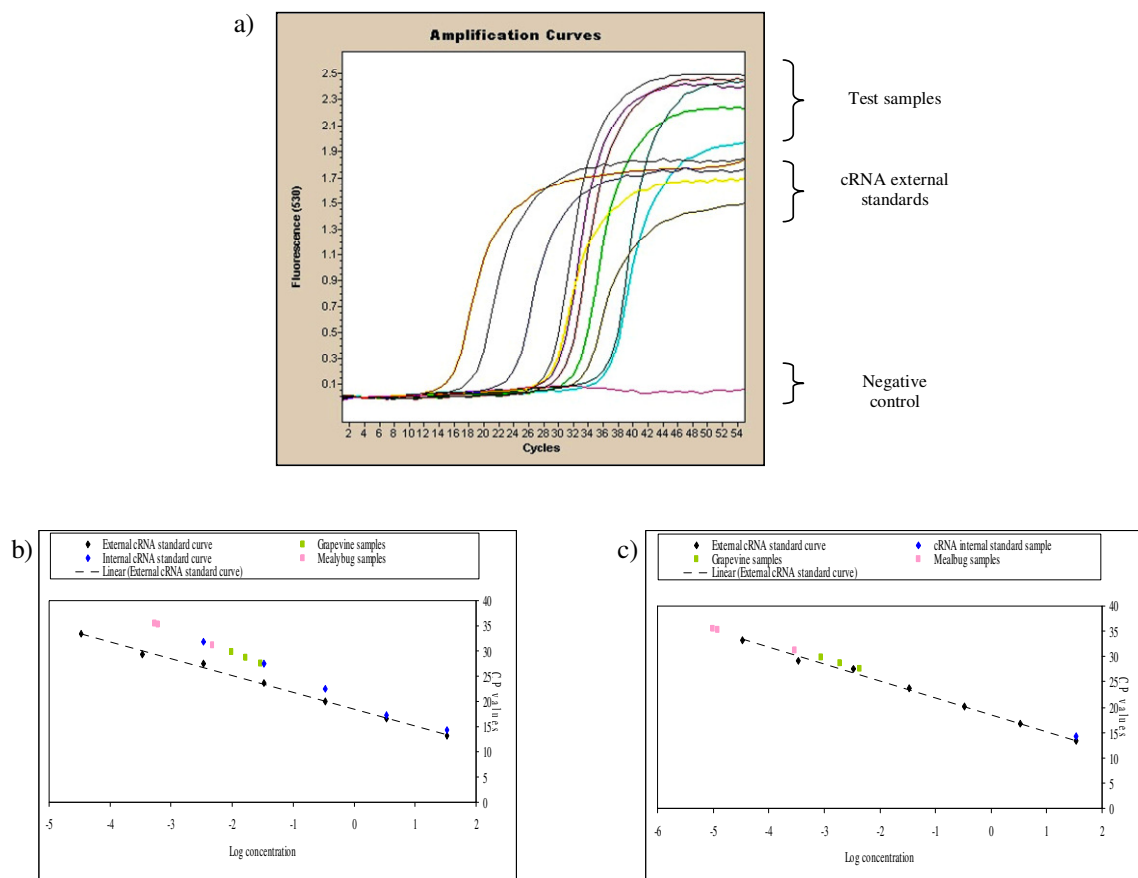 a)
Amplification Curves
Fluorescence (530)
2.5
2.3
2.1
1.9
1.7
1.5
1.3
1.1
0.9
0.7
0.5
0.3
0.1
2 4 6 8 10 12 14 16 18 20 22 24 26 28 30 32 34 36 38 40 42 44 46 48 50 52 54
Cycles
Test samples
cRNA external
standards
Negative
control
b)
External cRNA standard curve
Grapevine samples
Internal cRNA standard curve
Mealybug samples
Linear (External cRNA standard curve)
40
35
30
25
20
15
10
5
0
CP values
-5 -4 -3 -2 -1 0 1 2
Log concentration
c)
External cRNA standard curve
cRNA internal standard sample
Grapevine samples
Mealbug samples
Linear (External cRNA standard curve)
40
35
30
25
20
15
10
5
0
CP values
-6 -5 -4 -3 -2 -1 0 1 2
Log concentration